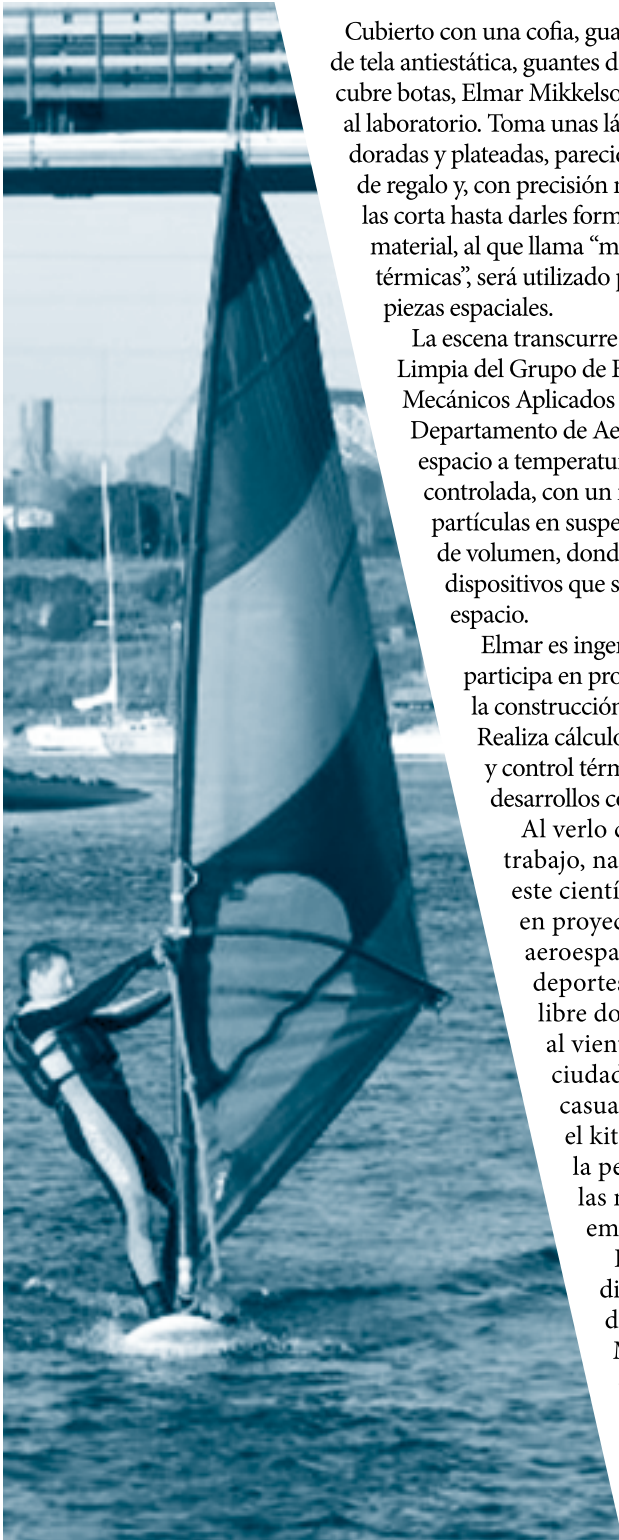 Cubierto con una cofia, gua
de tela antiestática, guantes d
cubre botas, Elmar Mikkelso
al laboratorio. Toma unas lá
doradas y plateadas, pareci
de regalo y, con precisión
las corta hasta darles form
material, al que llama “m
térmicas”, será utilizado p
piezas espaciales.
La escena transcurre
Limpia del Grupo de E
Mecánicos Aplicados
Departamento de Ae
espacio a temperatu
controlada, con un
partículas en suspe
de volumen, dond
dispositivos que s
espacio.
Elmar es inger
participa en pro
la construcción
Realiza cálculo
y control térm
desarrollos co
Al verlo c
trabajo, na
este cientí
en proyec
aeroespa
deportes
libre do
al vien
ciudad
casua
el kit
la pe
las
em
di
d